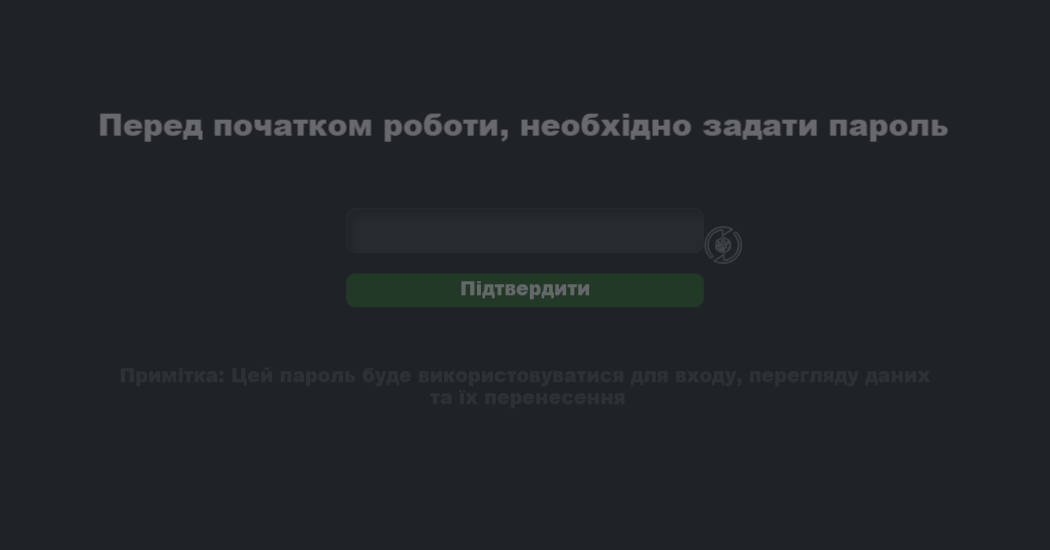 Перед початком роботи, необхідно задати пароль
Підтвердити
Примітка: Цей пароль буде використовуватися для входу, перегляду даних
та їх перенесення